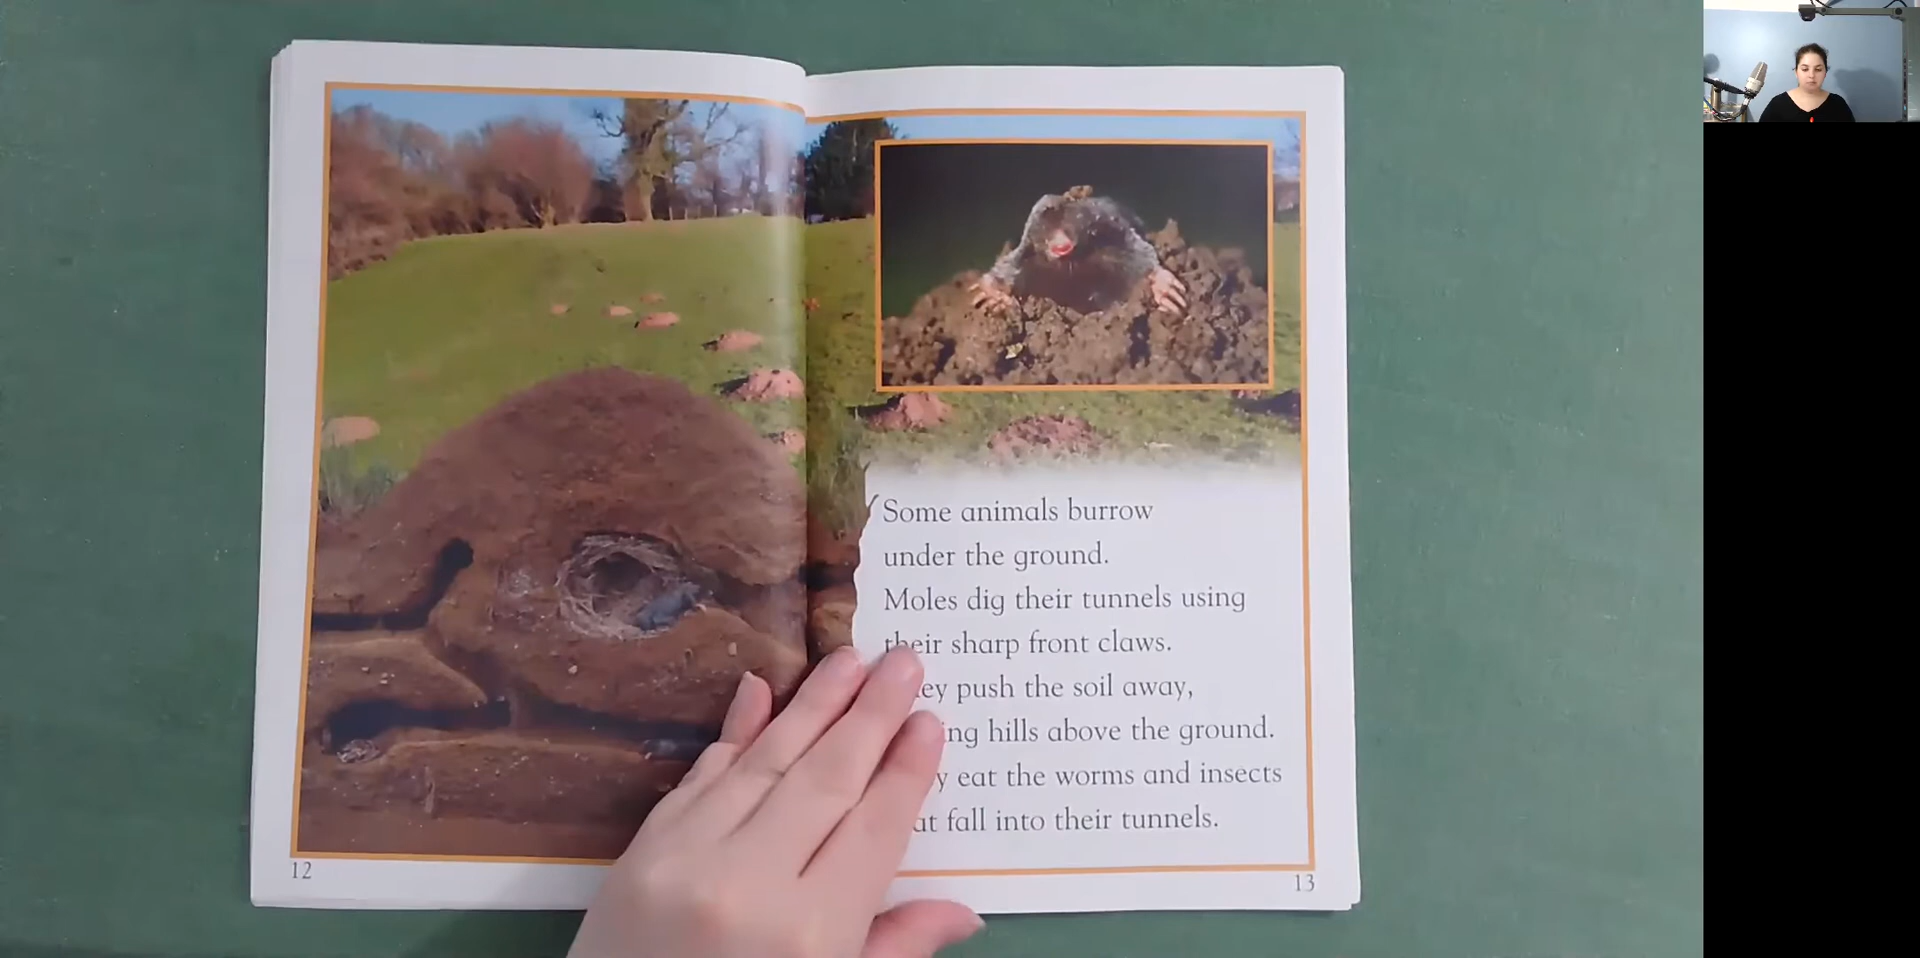 Some animals burrow
under the ground.
Moles dig their tunnels using
their sharp front claws.
push the soil away,
hills above the ground.
eat the worms and insects
fall into their tunnels.
12
13